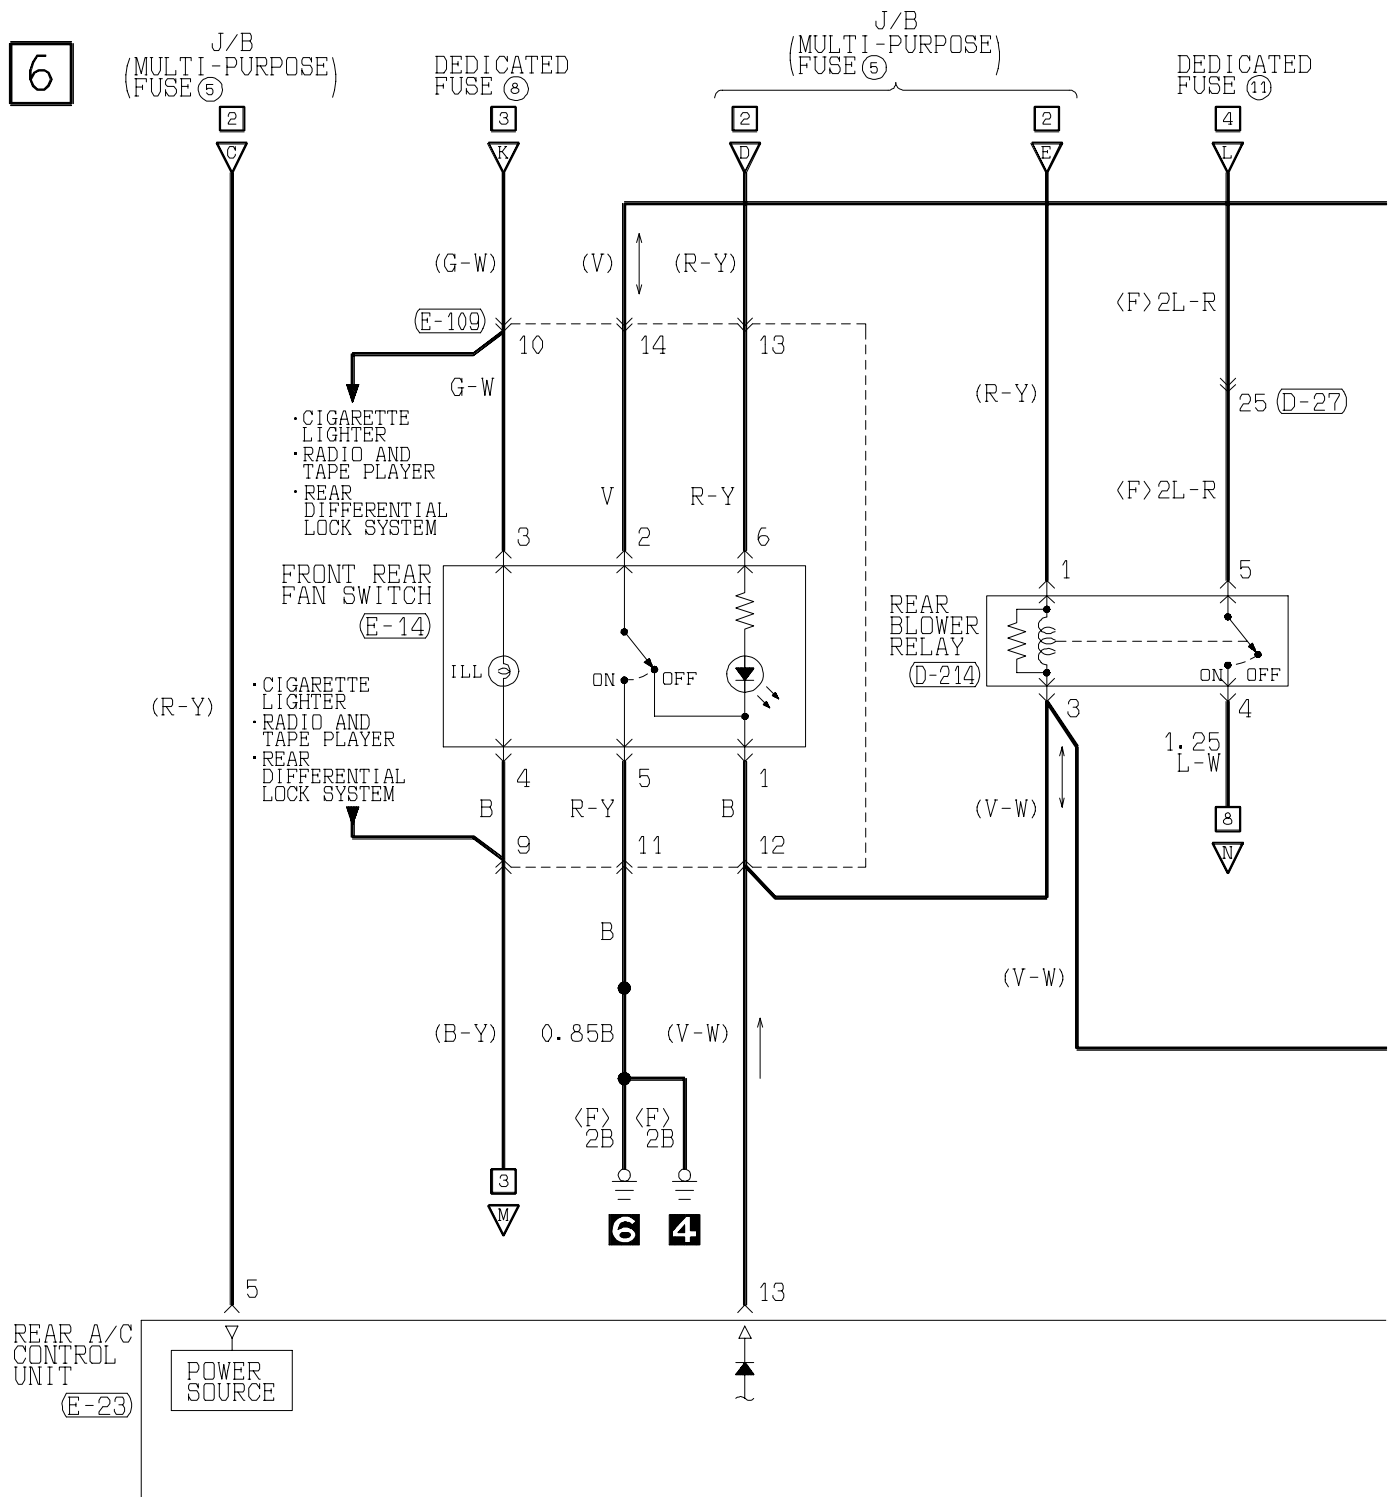 6
J/B
(MULTI-PURPOSE)
FUSE ⑤
2
C
DEDICATED
FUSE ⑧
3
K
J/B
(MULTI-PURPOSE)
FUSE ⑤
2
D
2
E
DEDICATED
FUSE ⑪
4
L
(G-W)
(V)
(R-Y)
<F>2L-R
(E-109)
10
14
13
G-W
(R-Y)
25 (D-27)
·CIGARETTE
LIGHTER
·RADIO AND
TAPE PLAYER
·REAR
DIFFERENTIAL
LOCK SYSTEM
V
R-Y
<F>2L-R
3
2
6
1
5
FRONT REAR
FAN SWITCH
(E-14)
ILL
ON
OFF
REAR
BLOWER
RELAY
(D-214)
ON
OFF
·CIGARETTE
LIGHTER
·RADIO AND
TAPE PLAYER
·REAR
DIFFERENTIAL
LOCK SYSTEM
(R-Y)
3
4
1.25
L-W
4
5
1
B
R-Y
B
(V-W)
8
N
9
11
12
B
(V-W)
(B-Y)
0.85B
(V-W)
<F>
2B
<F>
2B
3
M
6
4
5
13
REAR A/C
CONTROL
UNIT
(E-23)
POWER
SOURCE